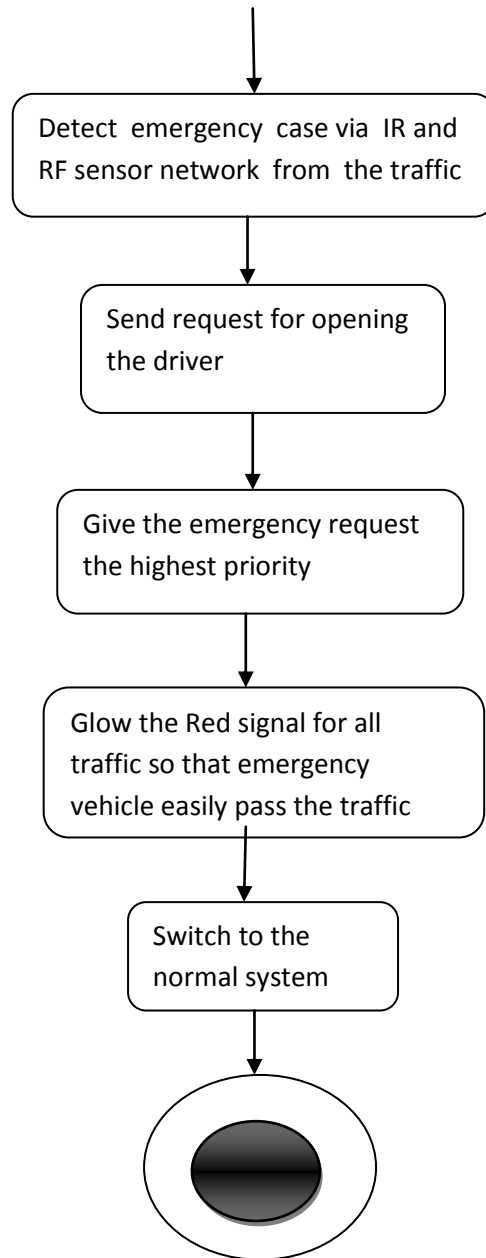 Detect emergency case via IR and
RF sensor network from the traffic
Send request for opening
the driver
Give the emergency request
the highest priority
Glow the Red signal for all
traffic so that emergency
vehicle easily pass the traffic
Switch to the
normal system